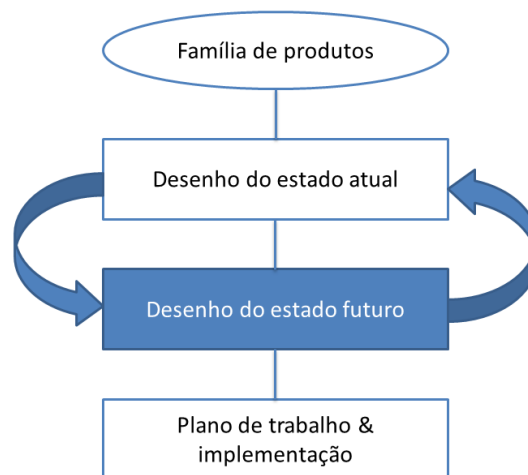 Família de produtos
Desenho do estado atual
Desenho do estado futuro
Plano de trabalho &
implementação